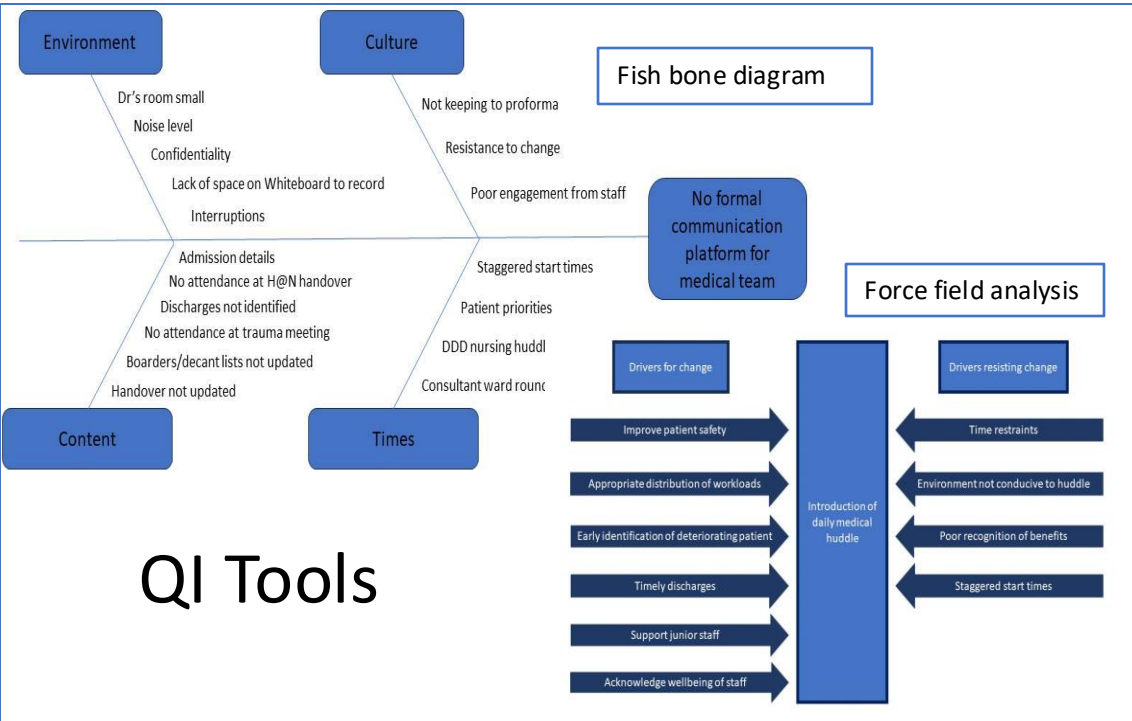 Environment
Culture
Fish bone diagram
Dr's room small
Noise level
Confidentiality
Lack of space on Whiteboard to record
Interruptions
Not keeping to proforma
Resistance to change
Poor engagement from staff
No formal
communication
platform for
medical team
Admission details
No attendance at H@N handover
Discharges not identified
No attendance at trauma meeting
Boarders/decant lists not updated
Handover not updated
Staggered start times
Patient priorities
DDD nursing huddl
Consultant ward roun
Content
Times
Force field analysis
Drivers for change
Drivers resisting change
Improve patient safety
Appropriate distribution of workloads
Early identification of deteriorating patient
Timely discharges
Support junior staff
Acknowledge wellbeing of staff
Introduction of
daily medical
huddle
Time restraints
Environment not conducive to huddle
Poor recognition of benefits
Staggered start times
QI Tools